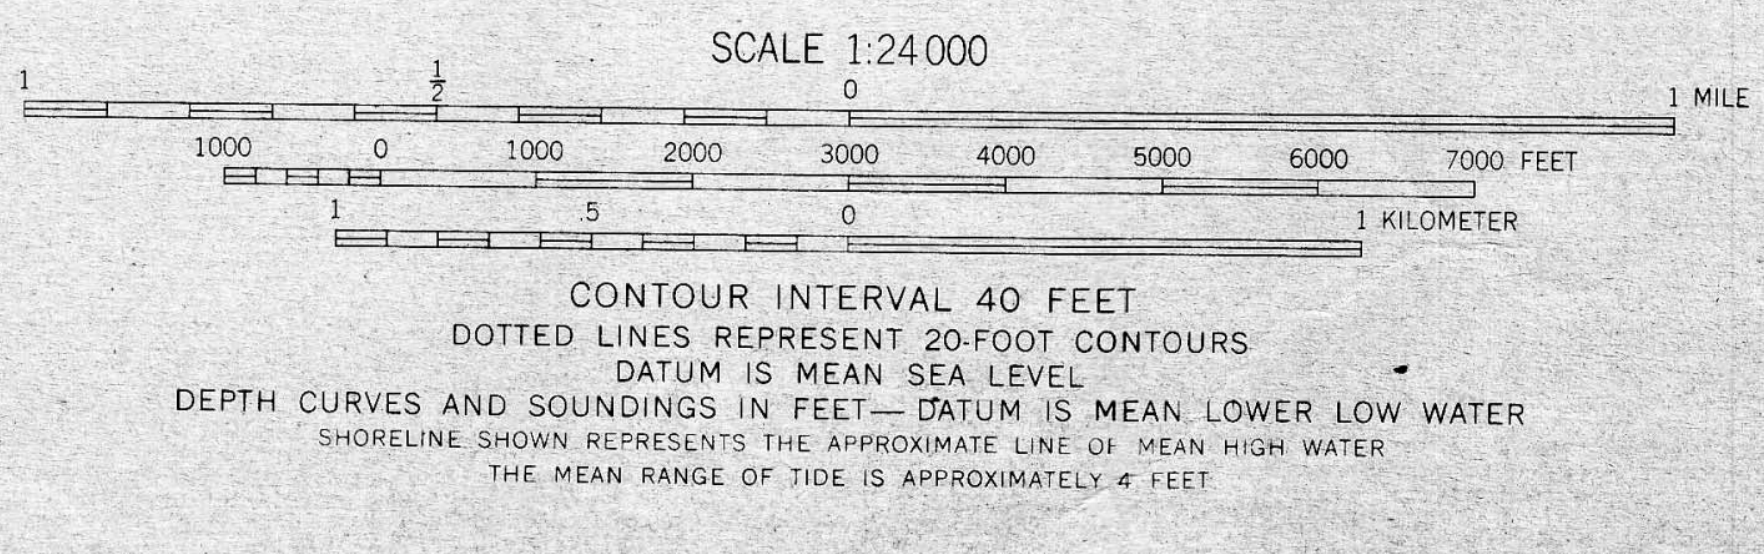 SCALE 1:24 000
1 1/2 0 1 MILE
1000 0 1000 2000 3000 4000 5000 6000 7000 FEET
1 .5 0 1 KILOMETER
CONTOUR INTERVAL 40 FEET
DOTTED LINES REPRESENT 20-FOOT CONTOURS
DATUM IS MEAN SEA LEVEL
DEPTH CURVES AND SOUNDINGS IN FEET—DATUM IS MEAN LOWER LOW WATER
SHORELINE SHOWN REPRESENTS THE APPROXIMATE LINE OF MEAN HIGH WATER
THE MEAN RANGE OF TIDE IS APPROXIMATELY 4 FEET